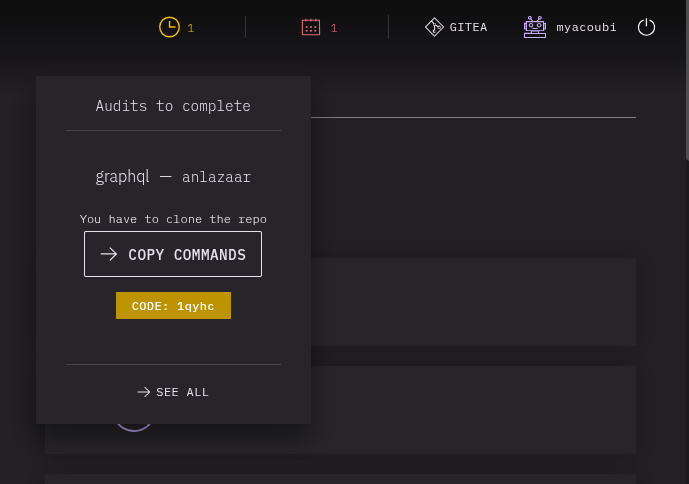 1
1
GITEA
myacoubi
Audits to complete
graphql — anlazaar
You have to clone the repo
→ COPY COMMANDS
CODE: 1qyhc
→ SEE ALL